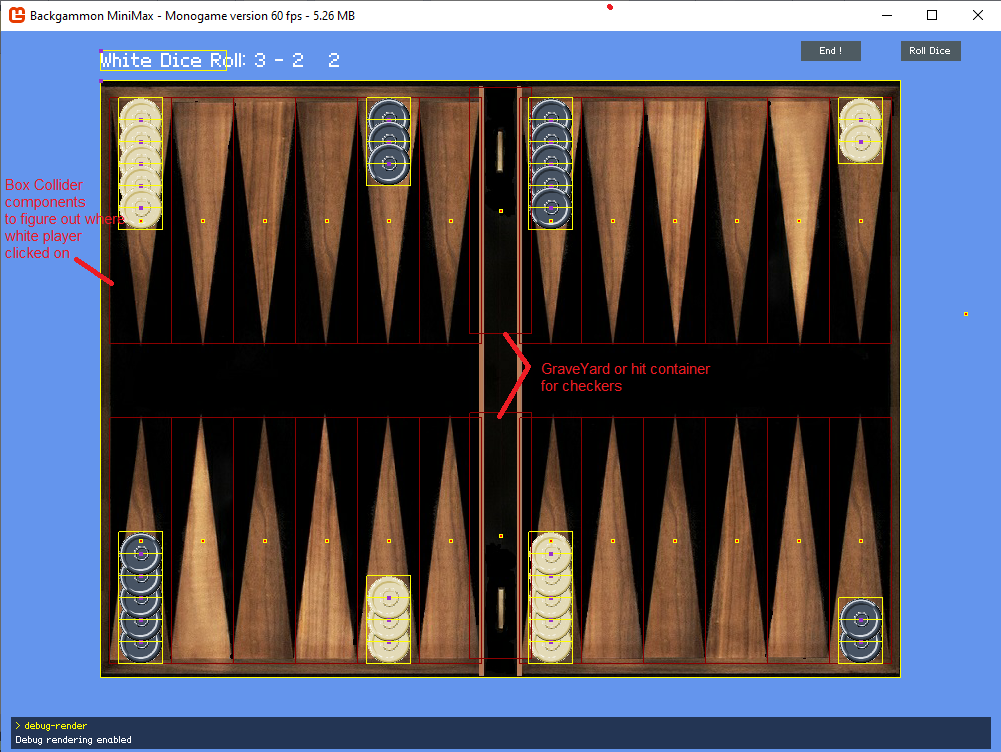 Backgammon MiniMax - Monogame version 60 fps - 5.26 MB
White Dice Roll: 3 - 2 2
End !
Roll Dice
Box Collider
components
to figure out where
white player
clicked on
GraveYard or hit container
for checkers
> debug-render
Debug rendering enabled